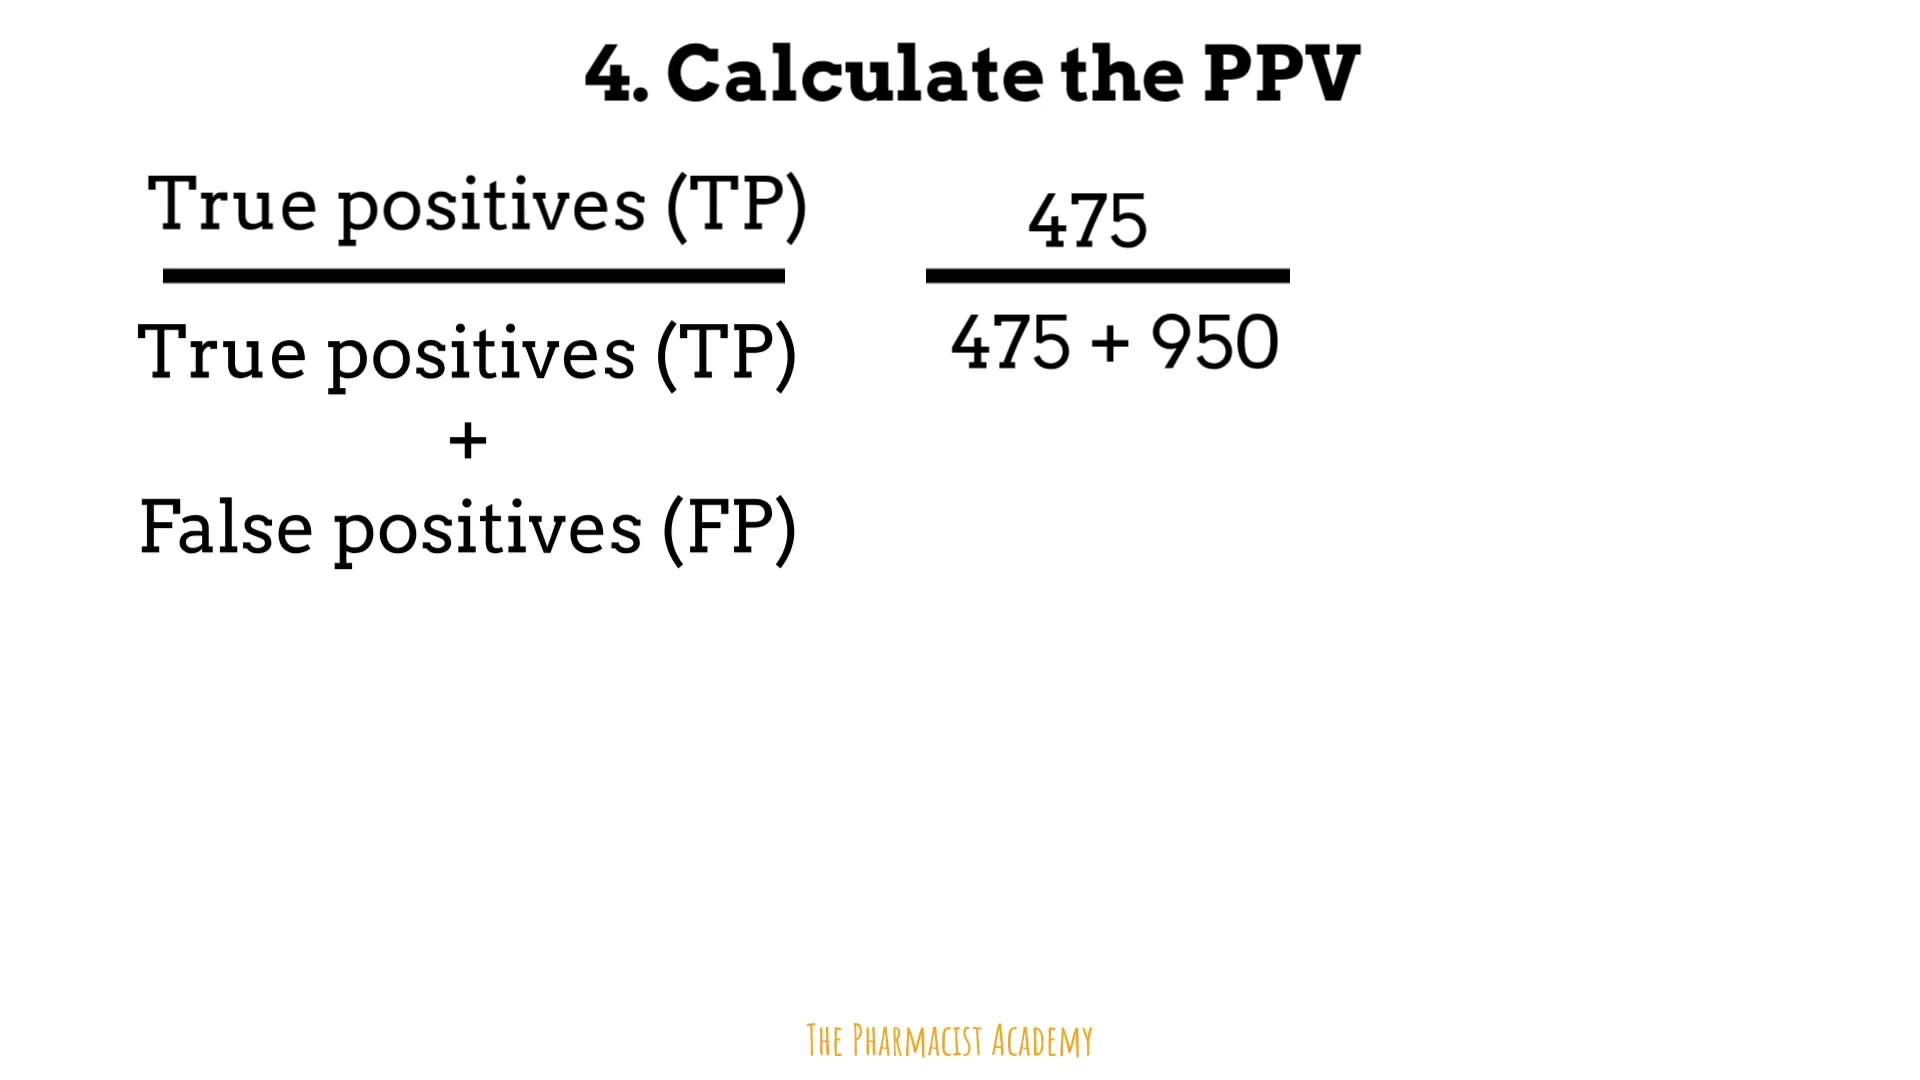 4. Calculate the PPV
True positives (TP)
True positives (TP)
+
False positives (FP)
475
475 + 950
The Pharmacist Academy